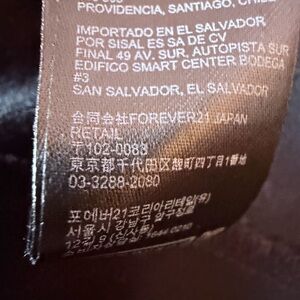 PROVIDENCIA, SANTIAGO, CHILE
IMPORTADO EN EL SALVADOR
POR SISAL ES SA DE CV
FINAL 49 AV. SUR, AUTOPISTA SUR
EDIFICO SMART CENTER BODEGA
#3
SAN SALVADOR, EL SALVADOR
合同会社FOREVER21 JAPAN
RETAIL
〒102-0083
東京都千代田区麹町四丁目1番地
03-3288-2080
포에버21코리아리테일(유)
서울시 강남구 압구정로